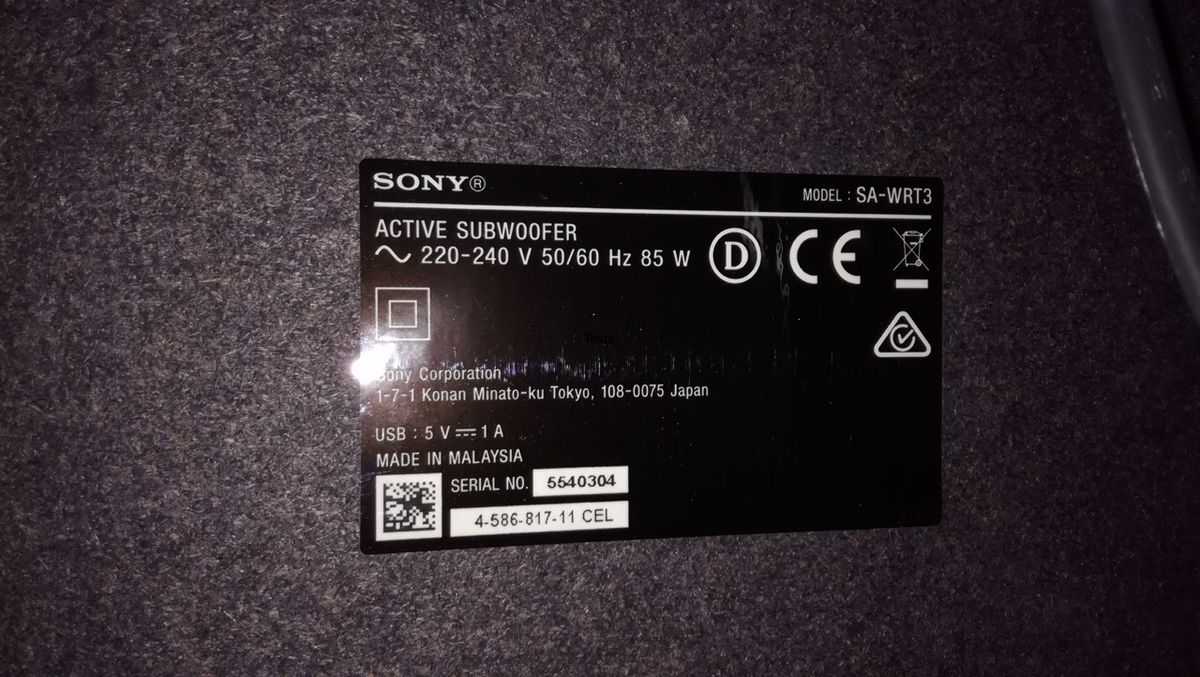 SONY®
MODEL : SA-WRT3
ACTIVE SUBWOOFER
220-240 V 50/60 Hz 85 W
D
CE
Sony Corporation
1-7-1 Konan Minato-ku Tokyo, 108-0075 Japan
USB : 5 V ⎓ 1 A
MADE IN MALAYSIA
SERIAL NO. 5540304
4-586-817-11 CEL